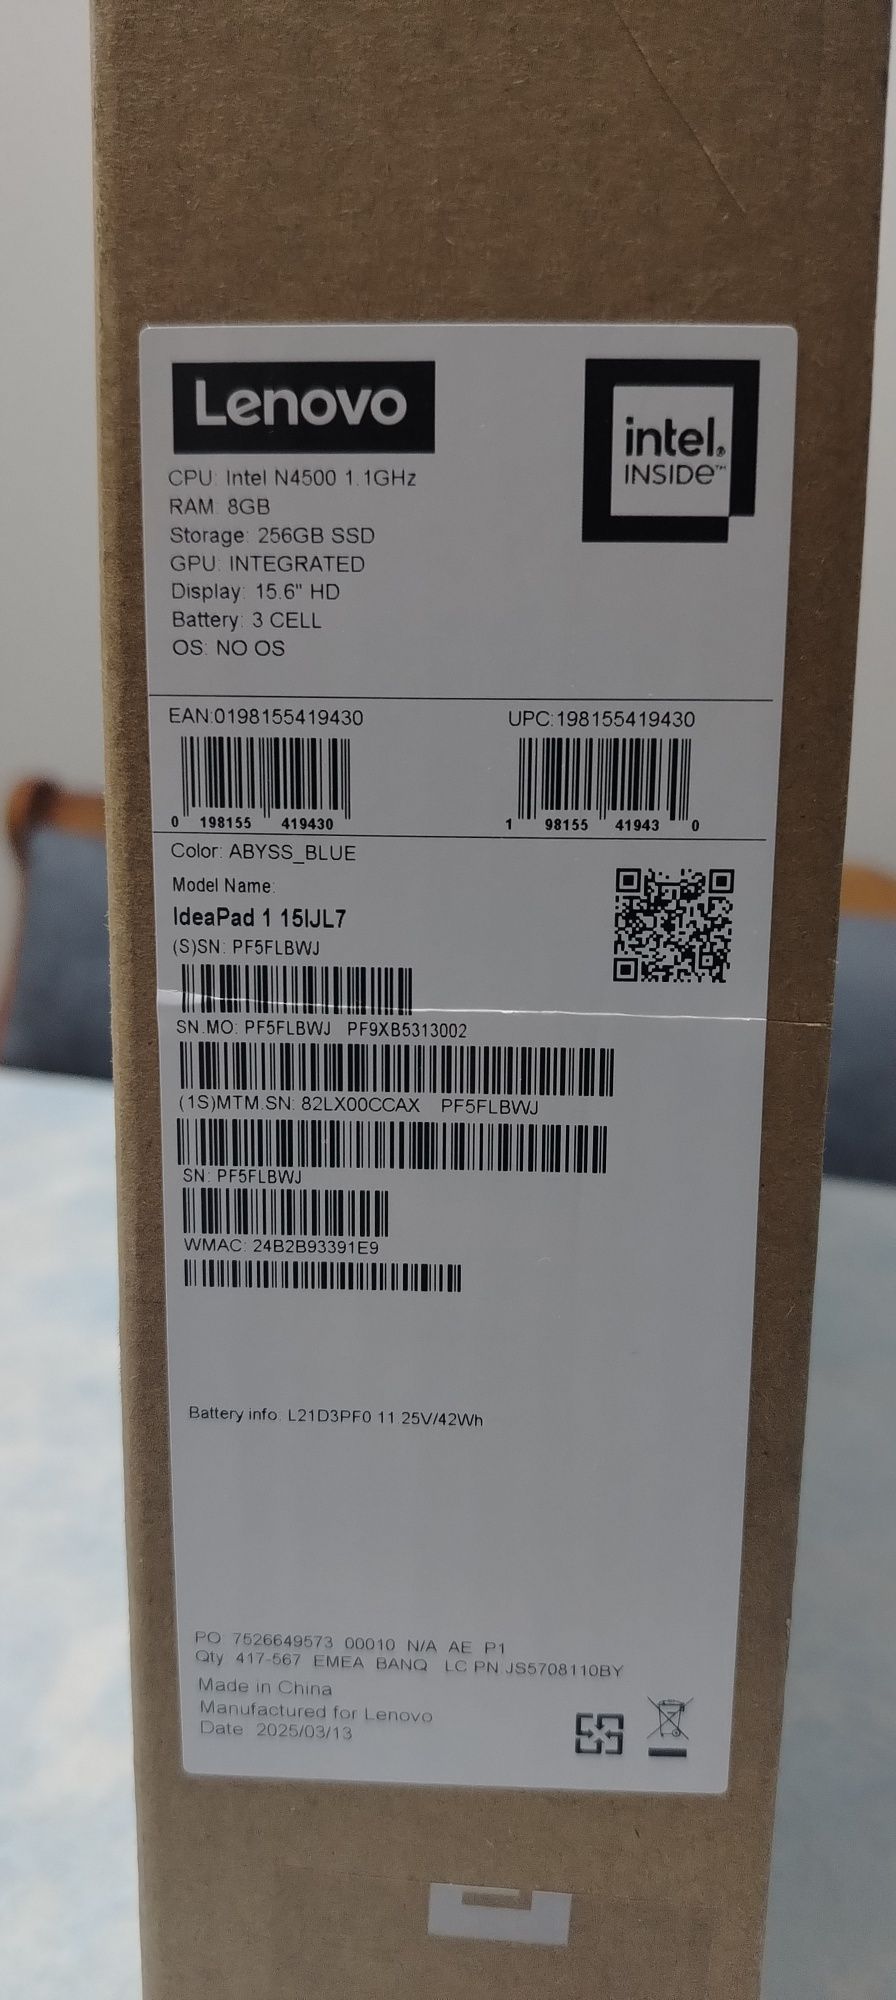 Lenovo
intel.
INSIDE™
CPU: Intel N4500 1.1GHz
RAM: 8GB
Storage: 256GB SSD
GPU: INTEGRATED
Display: 15.6" HD
Battery: 3 CELL
OS: NO OS
EAN:0198155419430
UPC:198155419430
0 198155 419430
1 98155 41943 0
Color: ABYSS_BLUE
Model Name:
IdeaPad 1 15IJL7
(S)SN: PF5FLBWJ
SN.MO: PF5FLBWJ PF9XB5313002
(1S)MTM.SN: 82LX00CCAX PF5FLBWJ
SN: PF5FLBWJ
WMAC: 24B2B93391E9
Battery info: L21D3PF0 11.25V/42Wh
PO: 7526649573 00010 N/A AE P1
Qty 417-567 EMEA BANQ LC PN JS5708110BY
Made in China
Manufactured for Lenovo
Date 2025/03/13